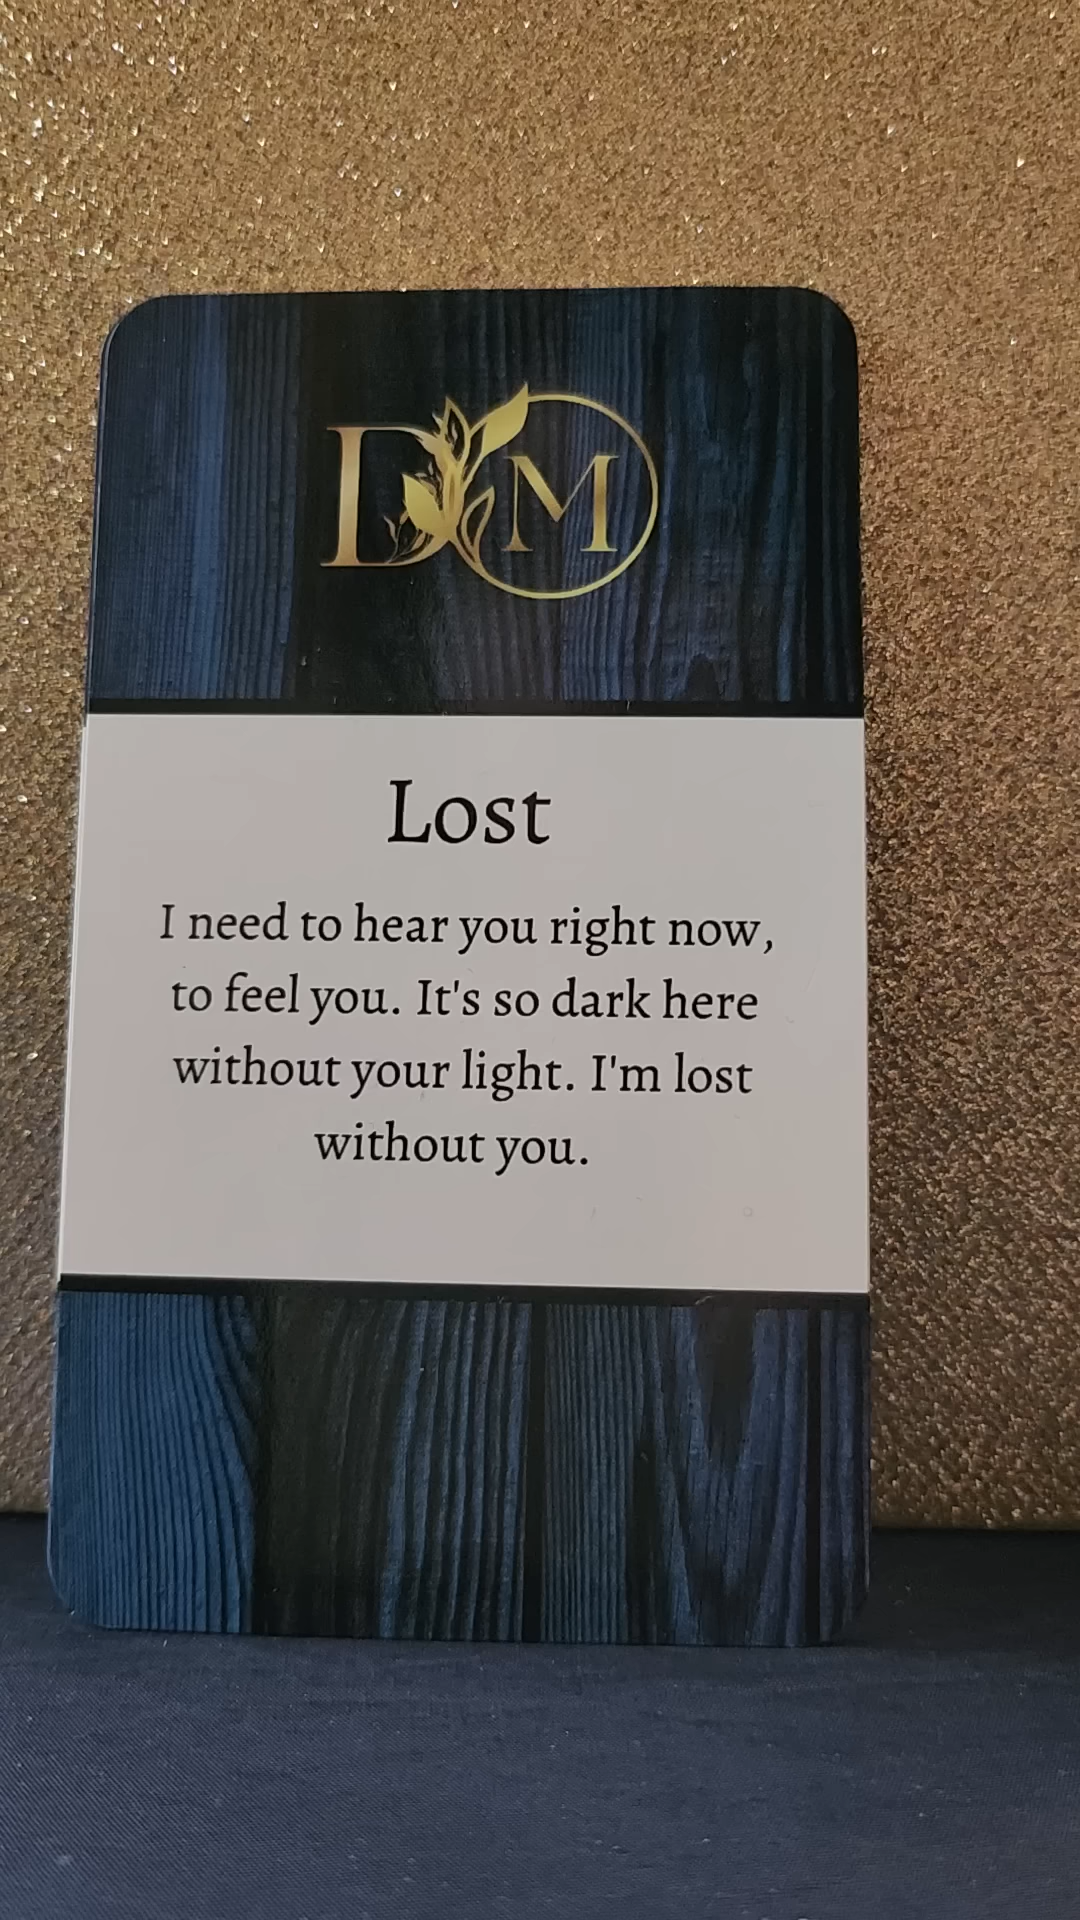 DM
Lost
I need to hear you right now,
to feel you. It's so dark here
without your light. I'm lost
without you.